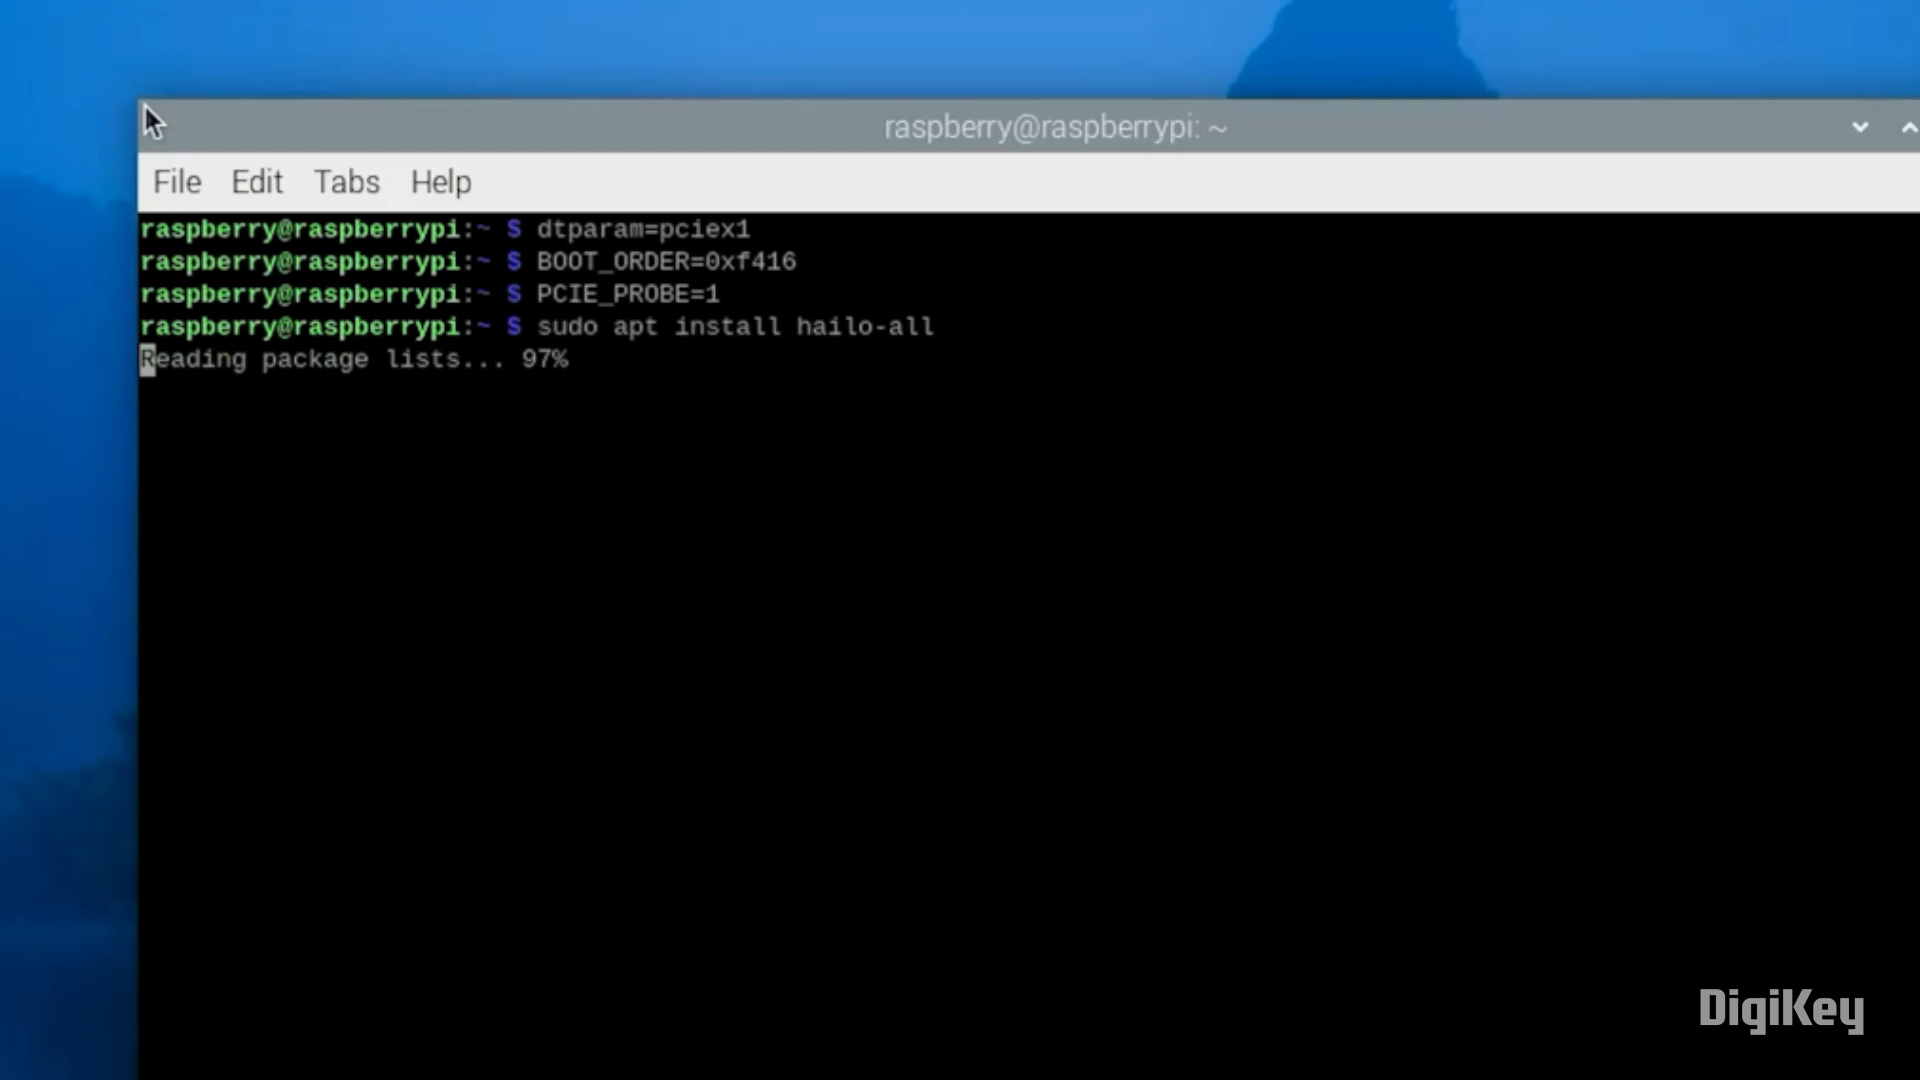 raspberry@raspberrypi: ~
File Edit Tabs Help
raspberry@raspberrypi:~ $ dtparam=pciex1
raspberry@raspberrypi:~ $ BOOT_ORDER=0xf416
raspberry@raspberrypi:~ $ PCIE_PROBE=1
raspberry@raspberrypi:~ $ sudo apt install hailo-all
Reading package lists... 97%
DigiKey